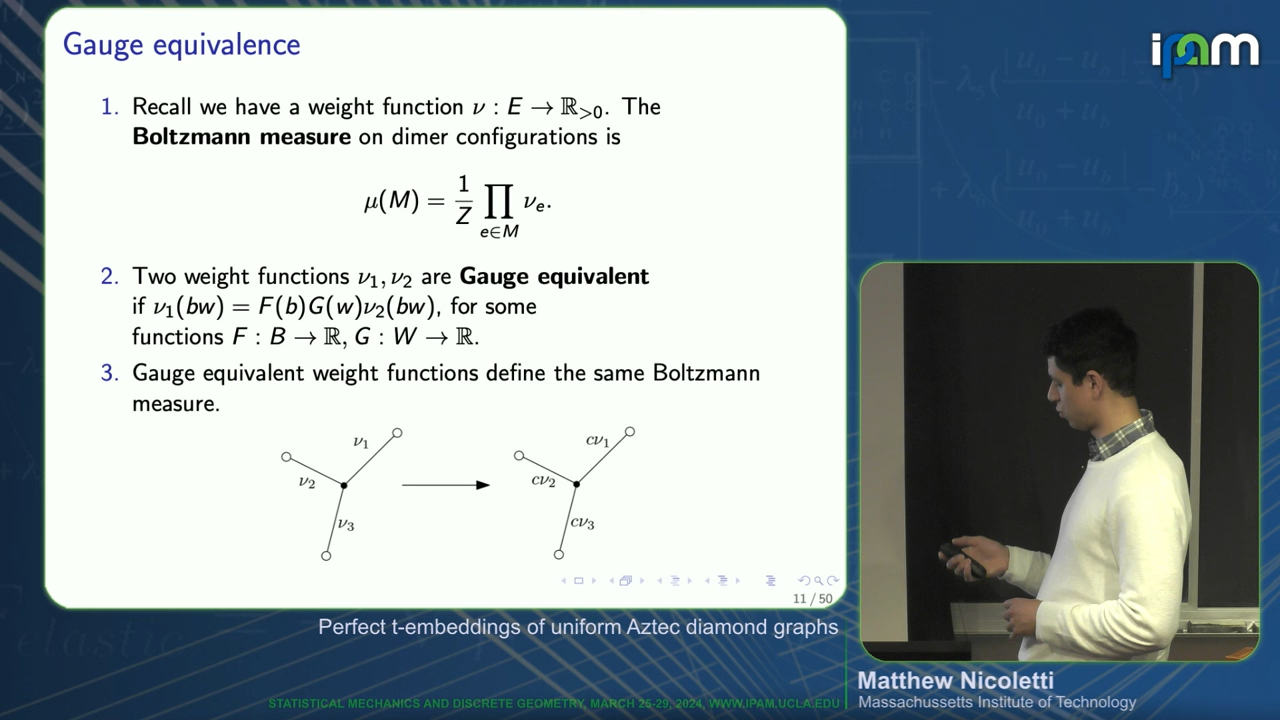 Gauge equivalence
1. Recall we have a weight function ν : E → ℝ>0. The
Boltzmann measure on dimer configurations is
μ(M) = 1/Z ∏_{e∈M} ν_e.
2. Two weight functions ν₁, ν₂ are Gauge equivalent
if ν₁(bw) = F(b)G(w)ν₂(bw), for some
functions F : B → ℝ, G : W → ℝ.
3. Gauge equivalent weight functions define the same Boltzmann
measure.
ν₁
ν₂
ν₃
cν₁
cν₂
cν₃
11 / 50
Perfect t-embeddings of uniform Aztec diamond graphs
ipam
Matthew Nicoletti
Massachussetts Institute of Technology
STATISTICAL MECHANICS AND DISCRETE GEOMETRY, MARCH 25-29, 2024, WWW.IPAM.UCLA.EDU